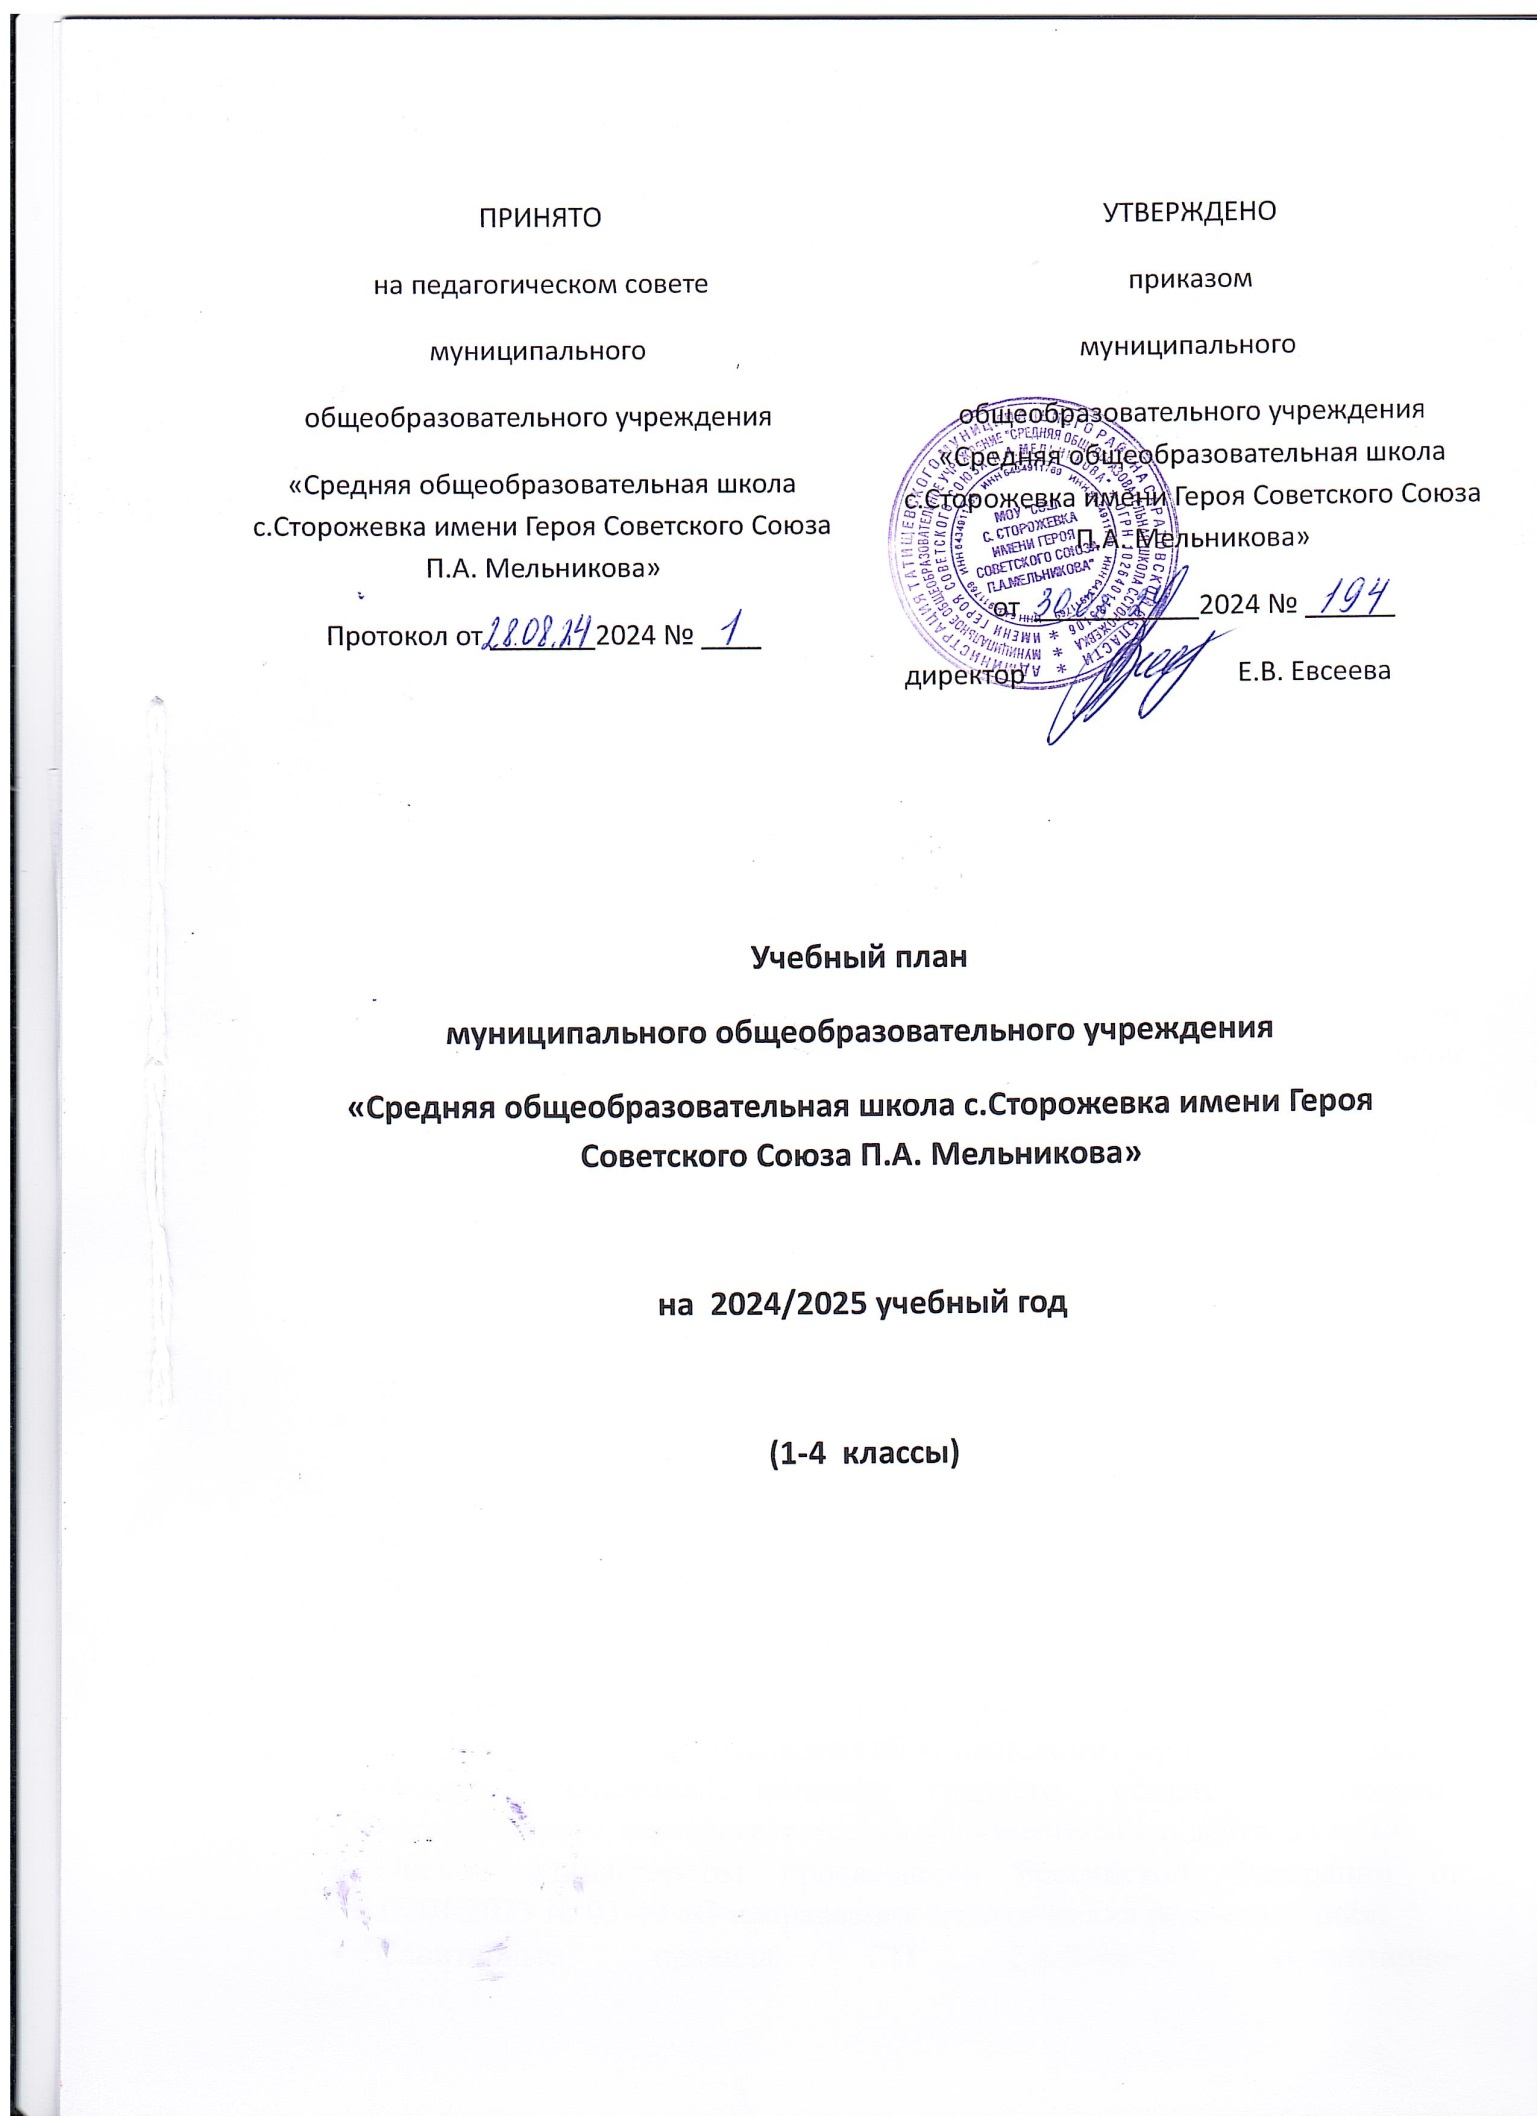 ПРИНЯТО
на педагогическом совете
муниципального
общеобразовательного учреждения
«Средняя общеобразовательная школа
с.Сторожевка имени Героя Советского Союза
П.А. Мельникова»
Протокол от 28.08.24 2024 № 1
УТВЕРЖДЕНО
приказом
муниципального
общеобразовательного учреждения
«Средняя общеобразовательная школа
с.Сторожевка имени Героя Советского Союза
П.А. Мельникова»
от 30 2024 № 194
директор Е.В. Евсеева
МОУ "СОШ
С. СТОРОЖЕВКА
ИМЕНИ ГЕРОЯ
СОВЕТСКОГО СОЮЗА
П.А.МЕЛЬНИКОВА"
Учебный план
муниципального общеобразовательного учреждения
«Средняя общеобразовательная школа с.Сторожевка имени Героя
Советского Союза П.А. Мельникова»
на 2024/2025 учебный год
(1-4 классы)